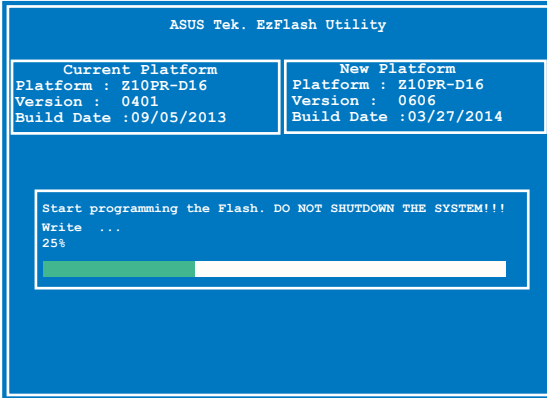 ASUS Tek. EzFlash Utility
Current Platform
Platform : Z10PR-D16
Version : 0401
Build Date :09/05/2013
New Platform
Platform : Z10PR-D16
Version : 0606
Build Date :03/27/2014
Start programming the Flash. DO NOT SHUTDOWN THE SYSTEM!!!
Write ...
25%